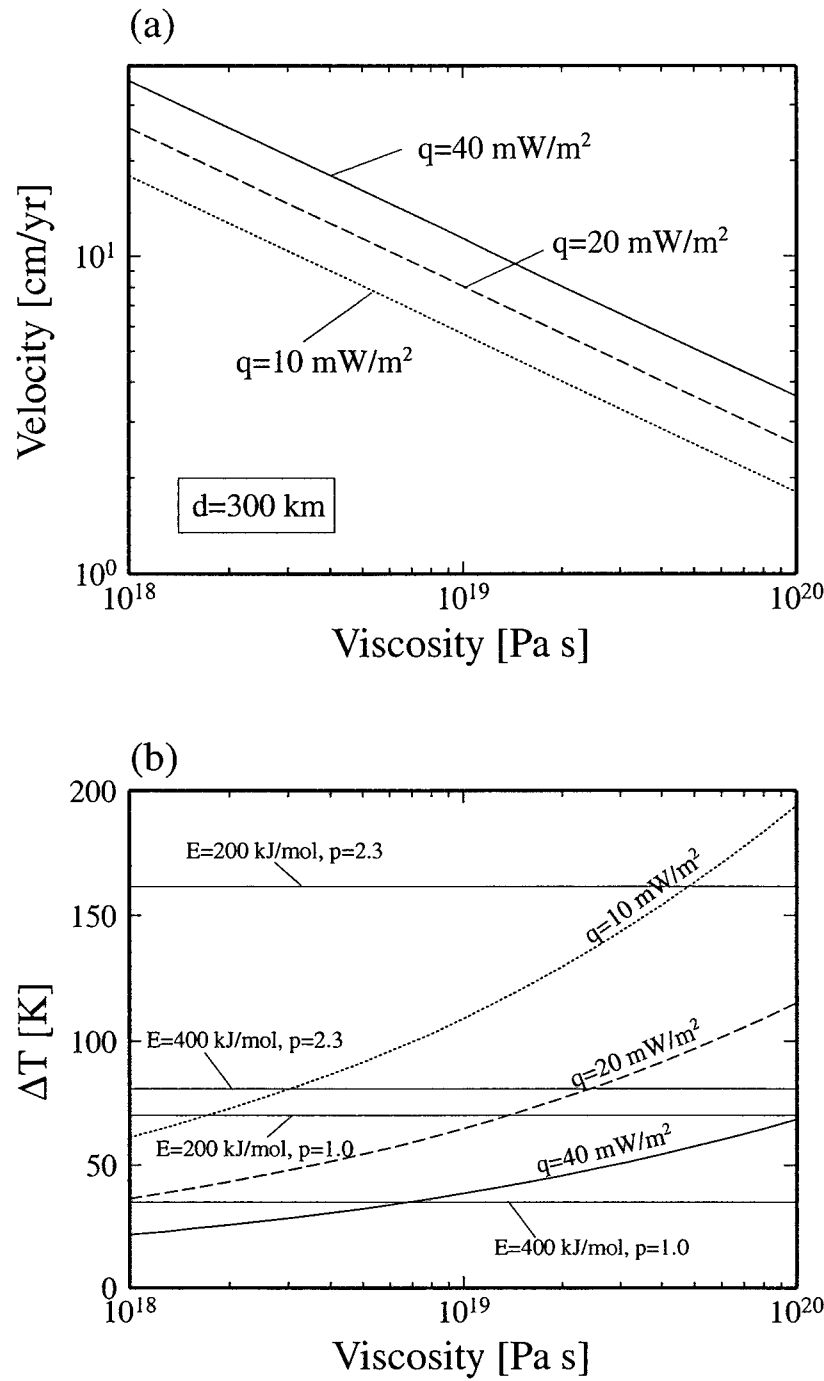 (a)
Velocity [cm/yr]
10¹
10⁰
q=40 mW/m²
q=20 mW/m²
q=10 mW/m²
d=300 km
10¹⁸
10¹⁹
10²⁰
Viscosity [Pa s]
(b)
ΔT [K]
200
150
100
50
0
E=200 kJ/mol, p=2.3
q=10 mW/m²
E=400 kJ/mol, p=2.3
q=20 mW/m²
E=200 kJ/mol, p=1.0
q=40 mW/m²
E=400 kJ/mol, p=1.0
10¹⁸
10¹⁹
10²⁰
Viscosity [Pa s]